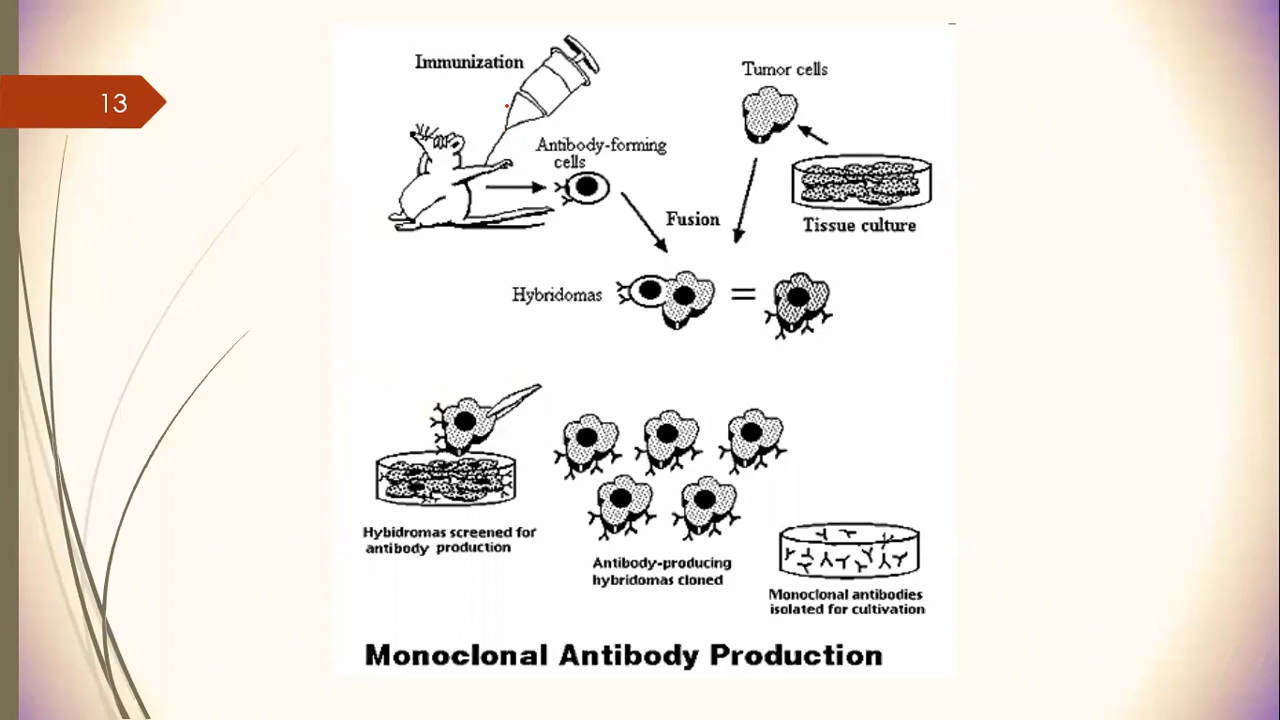 13
Immunization
Tumor cells
Antibody-forming
cells
Fusion
Tissue culture
Hybridomas
Hybidromas screened for
antibody production
Antibody-producing
hybridomas cloned
Monoclonal antibodies
isolated for cultivation
Monoclonal Antibody Production